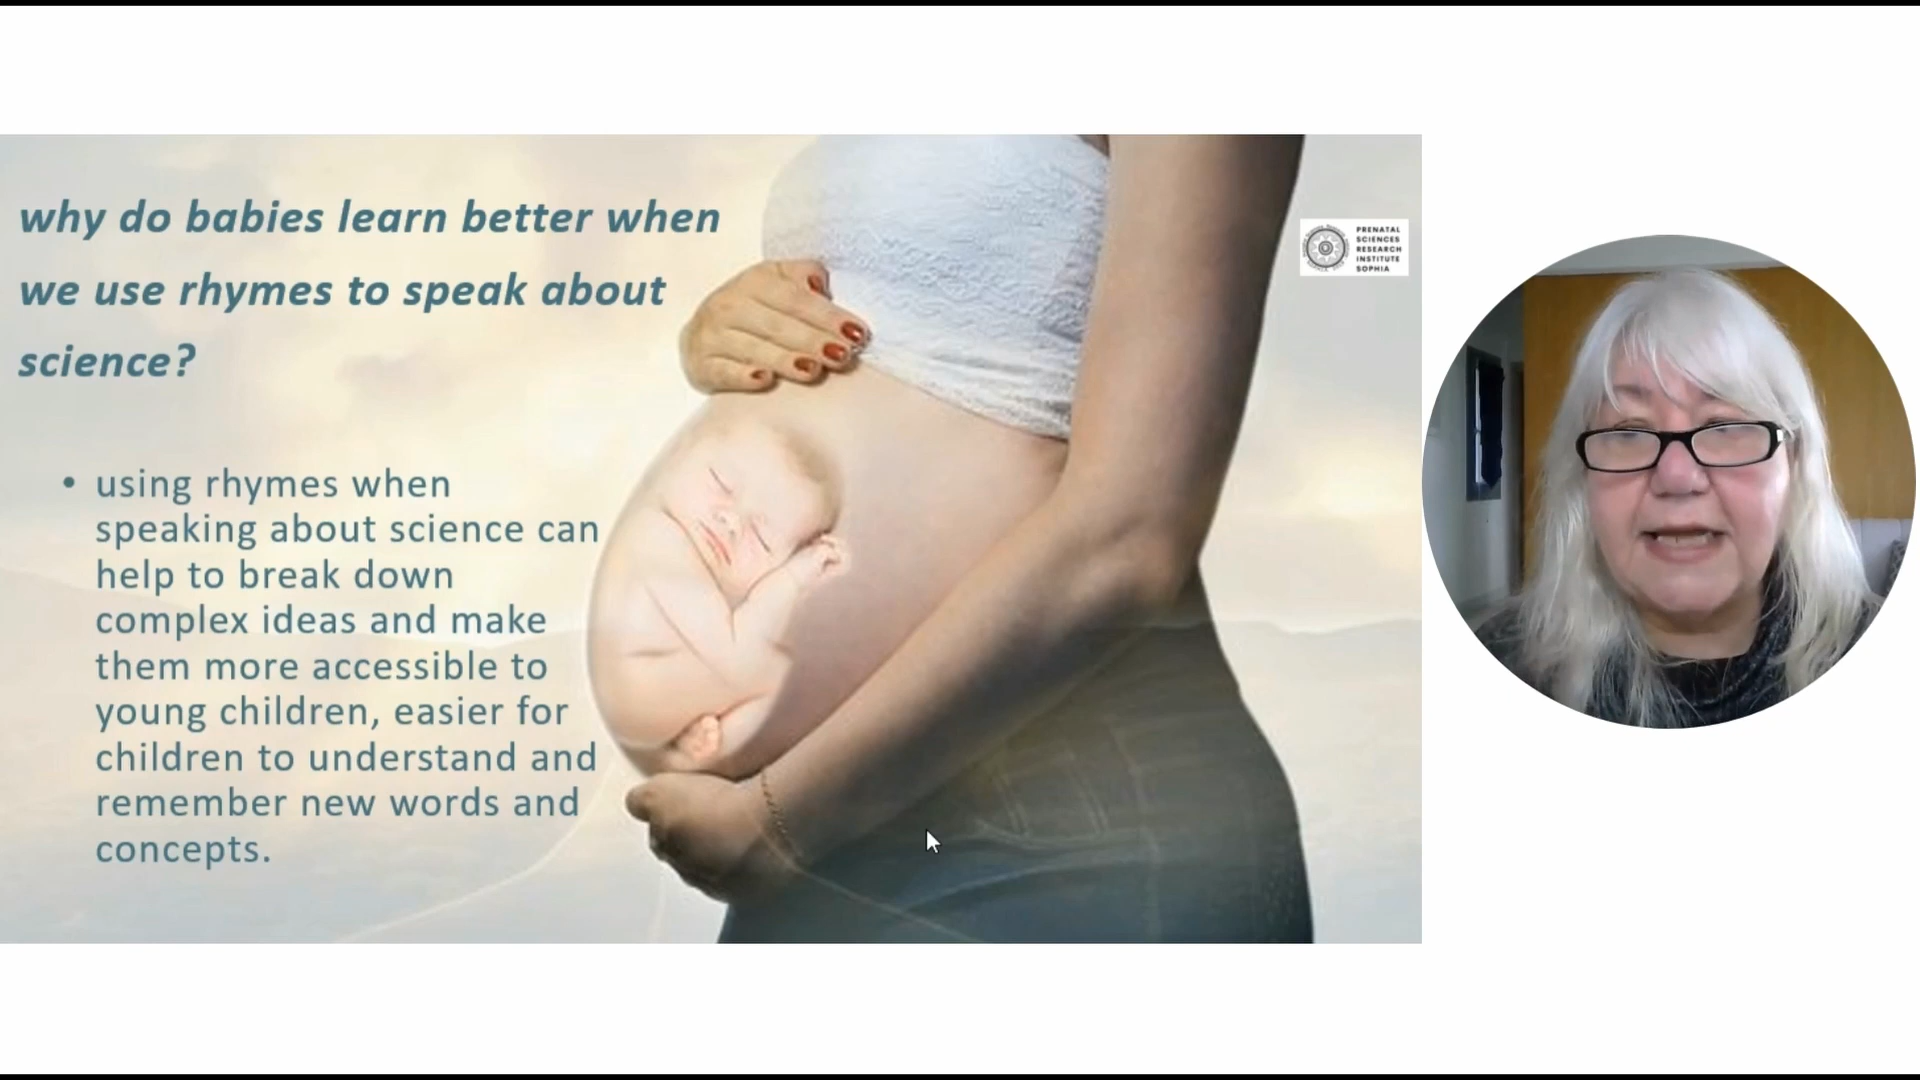 why do babies learn better when
we use rhymes to speak about
science?
• using rhymes when
speaking about science can
help to break down
complex ideas and make
them more accessible to
young children, easier for
children to understand and
remember new words and
concepts.
PRENATAL
SCIENCES
RESEARCH
INSTITUTE
SOPHIA